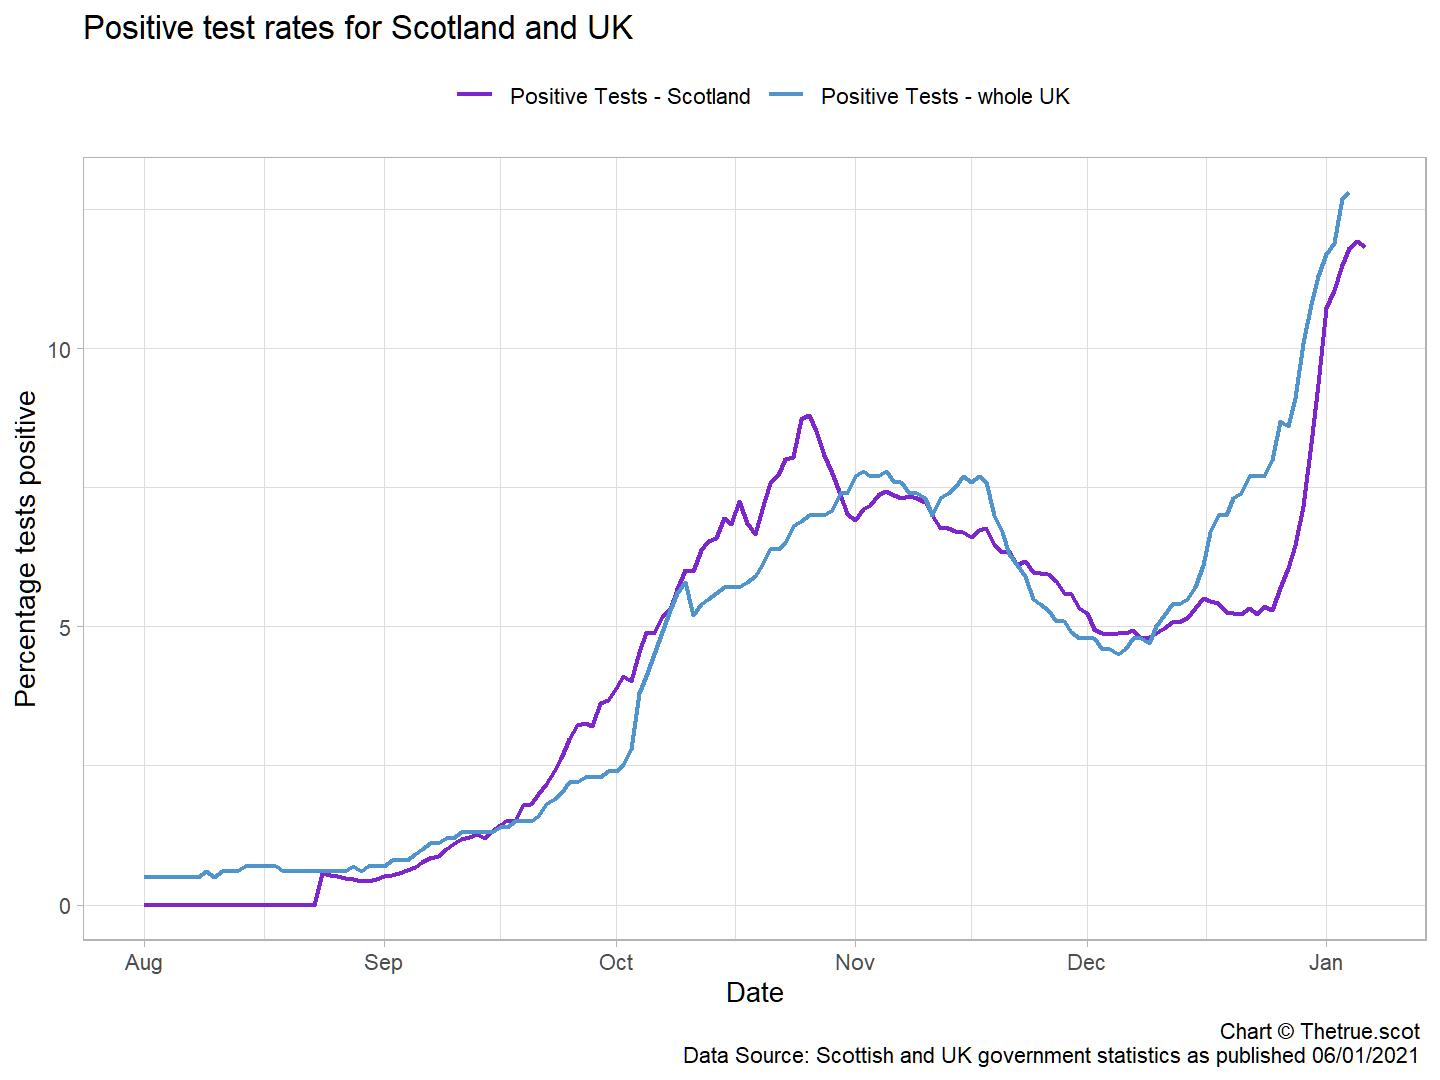 Positive test rates for Scotland and UK
Positive Tests - Scotland Positive Tests - whole UK
Percentage tests positive
10
5
0
Aug Sep Oct Nov Dec Jan
Date
Chart © Thetrue.scot
Data Source: Scottish and UK government statistics as published 06/01/2021